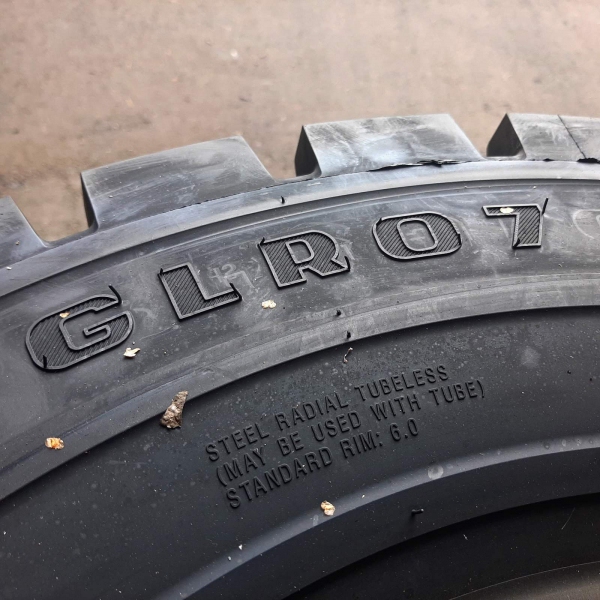 GLR07
STEEL RADIAL TUBELESS
(MAY BE USED WITH TUBE)
STANDARD RIM: 6.0